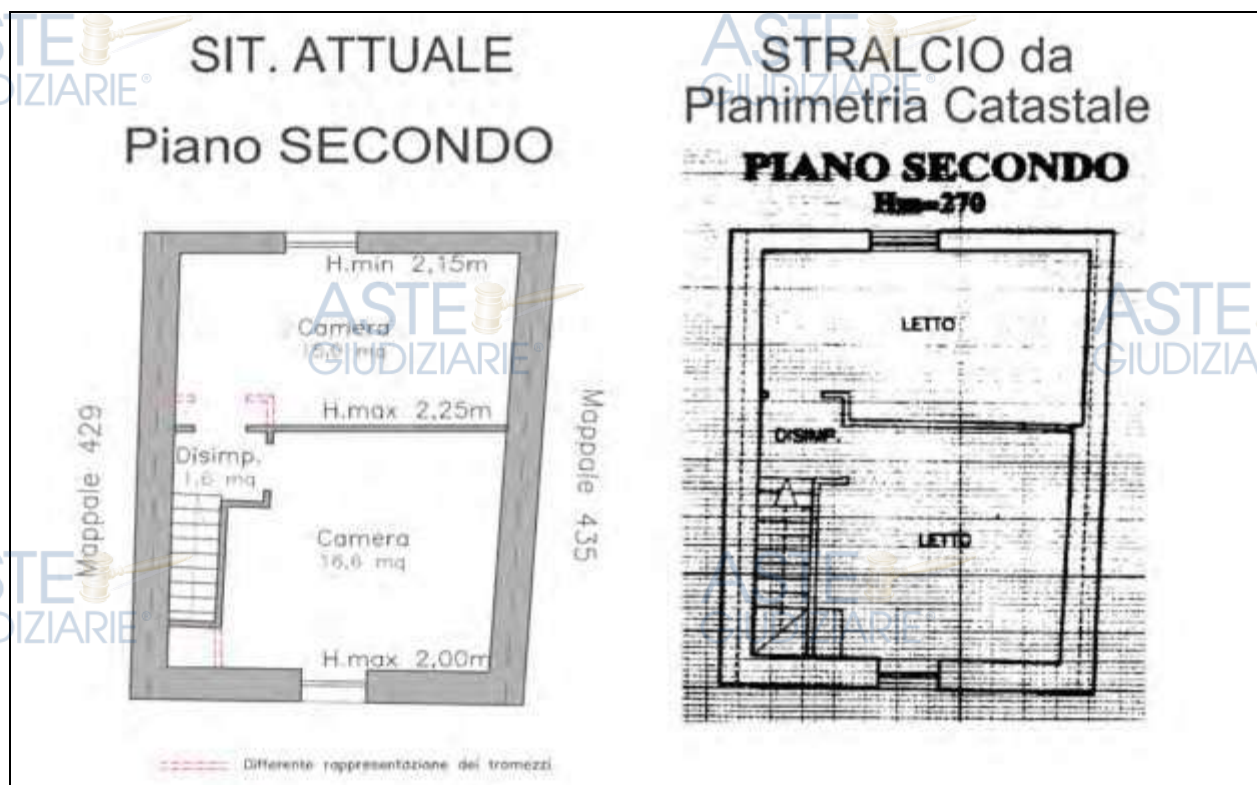 SIT. ATTUALE
Piano SECONDO
H.min 2,15m
Camera
H.max 2,25m
Disimp.
1,6 mq
Camera
16,6 mq
H.max 2,00m
Mappale 429
Mappale 435
Differente rappresentazione dei tramezzi
STRALCIO da
Planimetria Catastale
PIANO SECONDO
LETTO
DISIMP.
LETTO
ASTE
GIUDIZIARIE®
ASTE
GIUDIZIARIE®